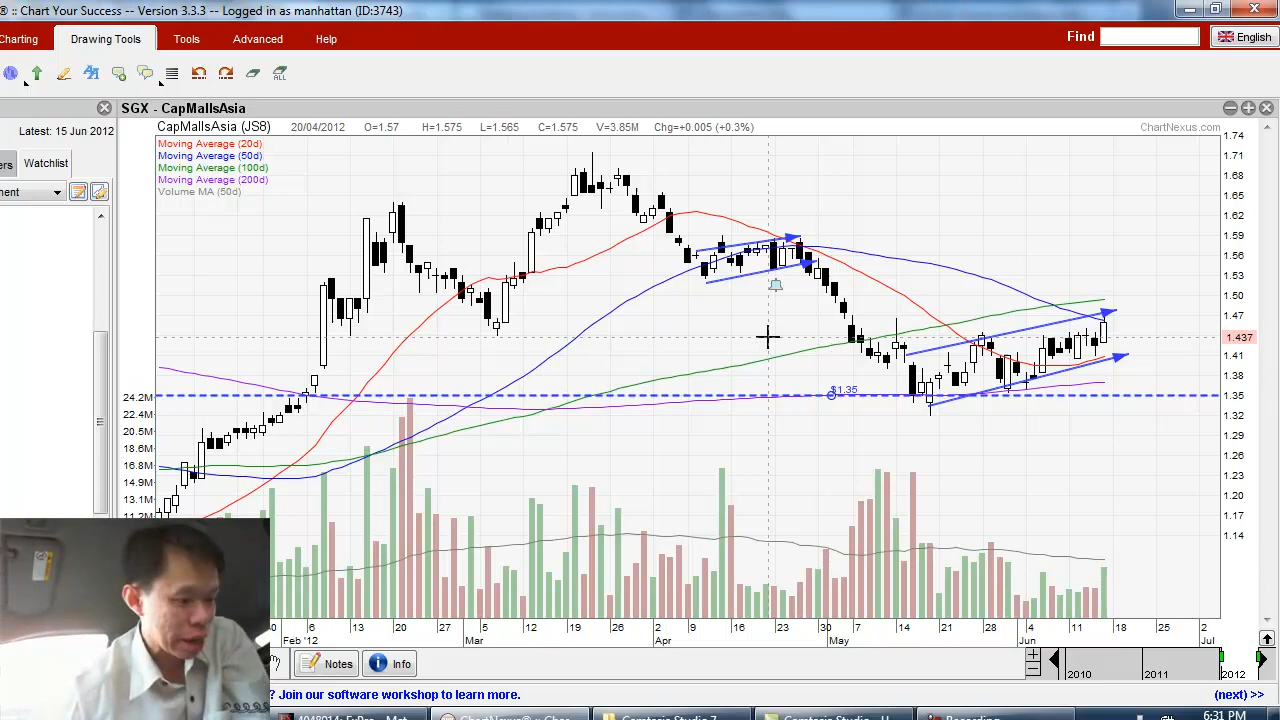 ® :: Chart Your Success -- Version 3.3.3 -- Logged in as manhattan (ID:3743)
Charting Drawing Tools Tools Advanced Help Find English
ALL
SGX - CapMallsAsia
Latest: 15 Jun 2012
CapMallsAsia (JS8) 20/04/2012 O=1.57 H=1.575 L=1.565 C=1.575 V=3.85M Chg=+0.005 (+0.3%) ChartNexus.com
Moving Average (20d)
Moving Average (50d)
Moving Average (100d)
Moving Average (200d)
Volume MA (50d)
ers Watchlist
nent
1.74
1.71
1.68
1.65
1.62
1.59
1.56
1.53
1.50
1.47
1.437
1.41
1.38
1.35
1.32
1.29
1.26
1.23
1.20
1.17
1.14
$1.35
24.2M
22.4M
20.5M
18.6M
16.8M
14.9M
13.1M
11.2M
0 6 13 20 27 5 12 19 26 2 9 16 23 30 7 14 21 28 4 11 18 25 2
Feb '12 Mar Apr May Jun Jul
Notes Info 2010 2011 2012
? Join our software workshop to learn more. (next) >>
6:31 PM